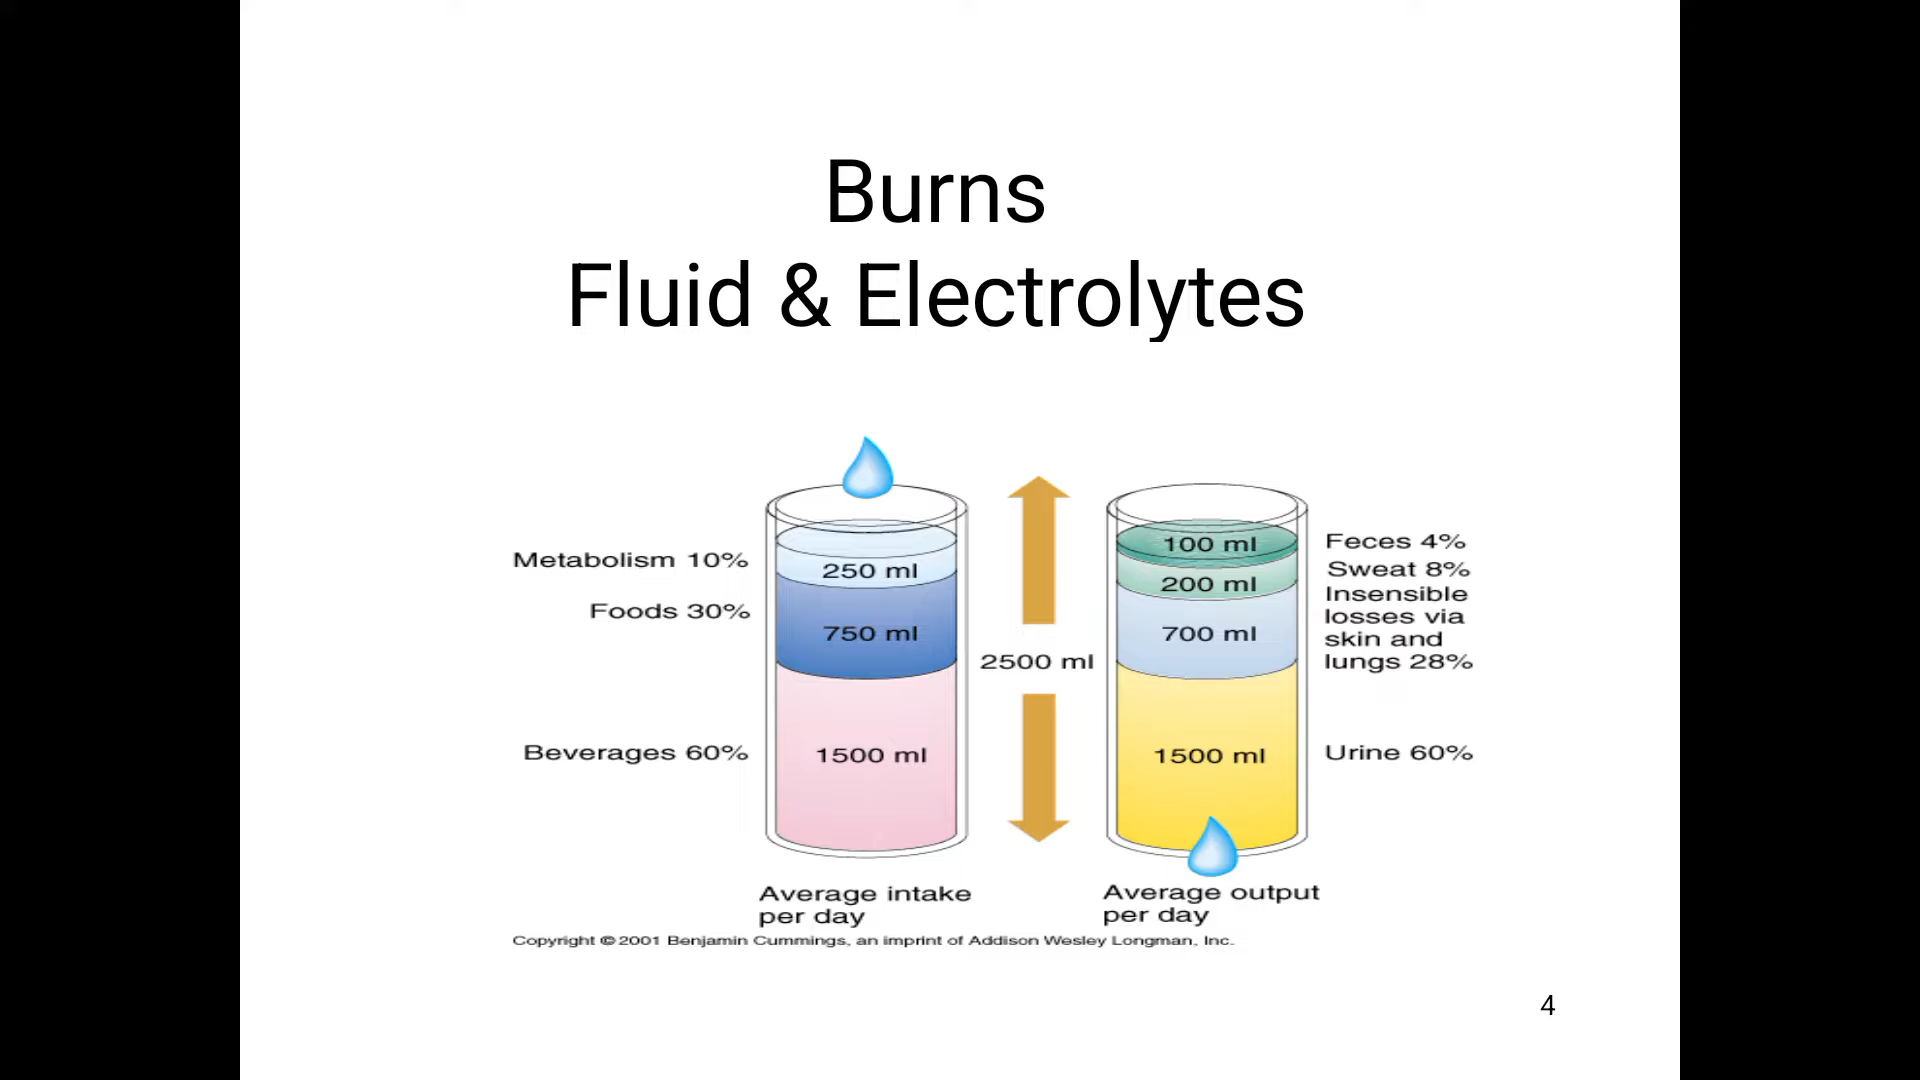 Burns
Fluid & Electrolytes
Metabolism 10%
250 ml
Foods 30%
750 ml
Beverages 60%
1500 ml
2500 ml
100 ml
Feces 4%
200 ml
Sweat 8%
700 ml
Insensible
losses via
skin and
lungs 28%
1500 ml
Urine 60%
Average intake
per day
Average output
per day
Copyright © 2001 Benjamin Cummings, an imprint of Addison Wesley Longman, Inc.
4